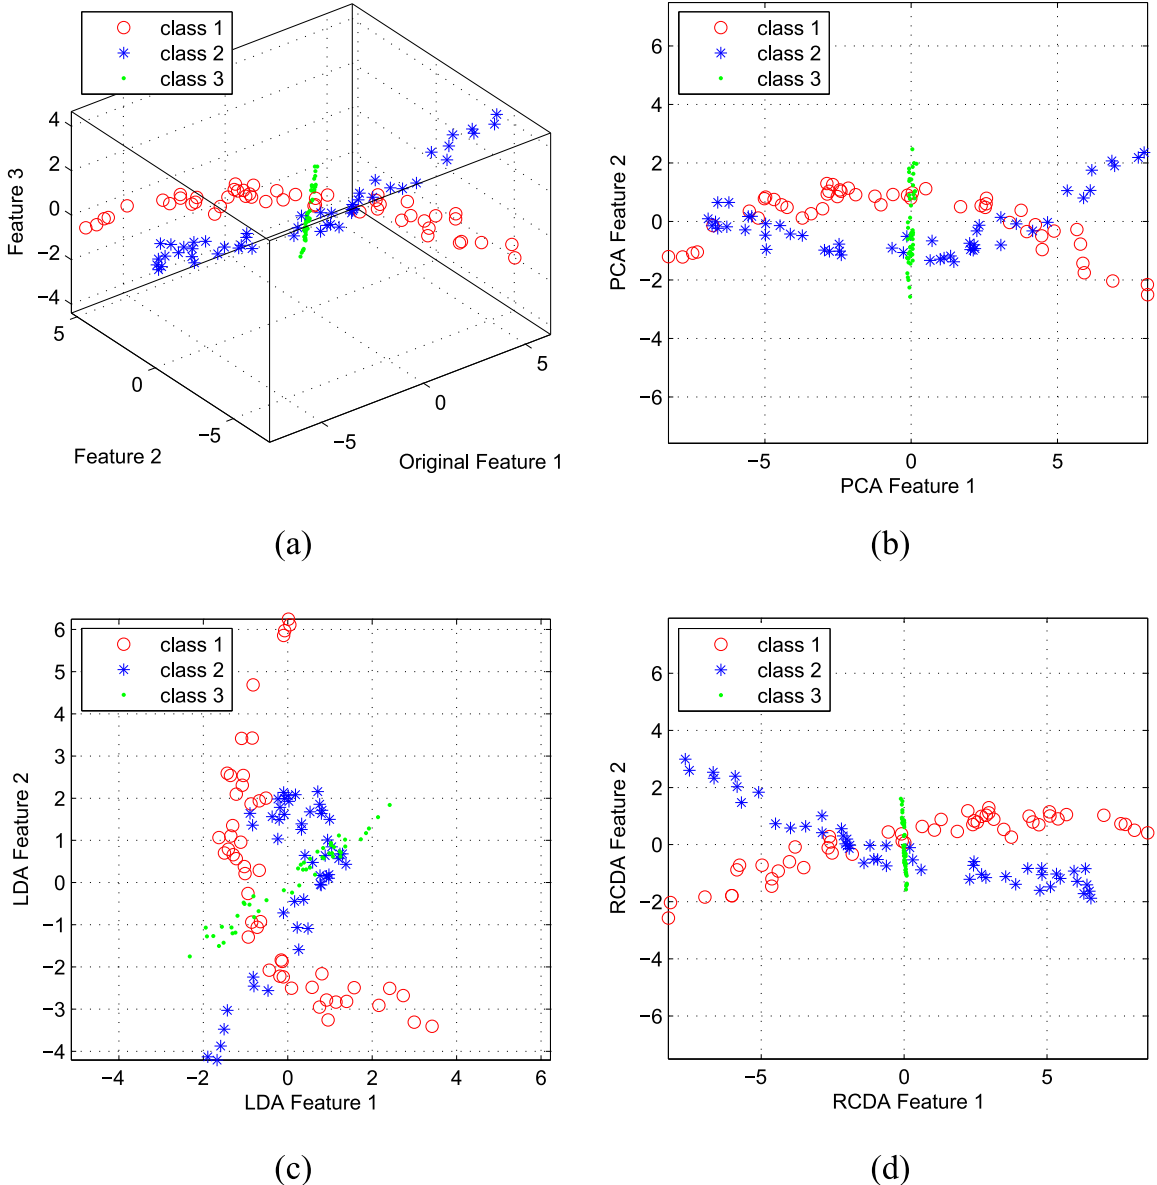 class 1
class 2
class 3
4
2
0
−2
−4
Feature 3
5
0
−5
Feature 2
−5
0
5
Original Feature 1
(a)
class 1
class 2
class 3
6
4
2
0
−2
−4
−6
PCA Feature 2
−5
0
5
PCA Feature 1
(b)
class 1
class 2
class 3
6
5
4
3
2
1
0
−1
−2
−3
−4
LDA Feature 2
−4
−2
0
2
4
6
LDA Feature 1
(c)
class 1
class 2
class 3
6
4
2
0
−2
−4
−6
RCDA Feature 2
−5
0
5
RCDA Feature 1
(d)